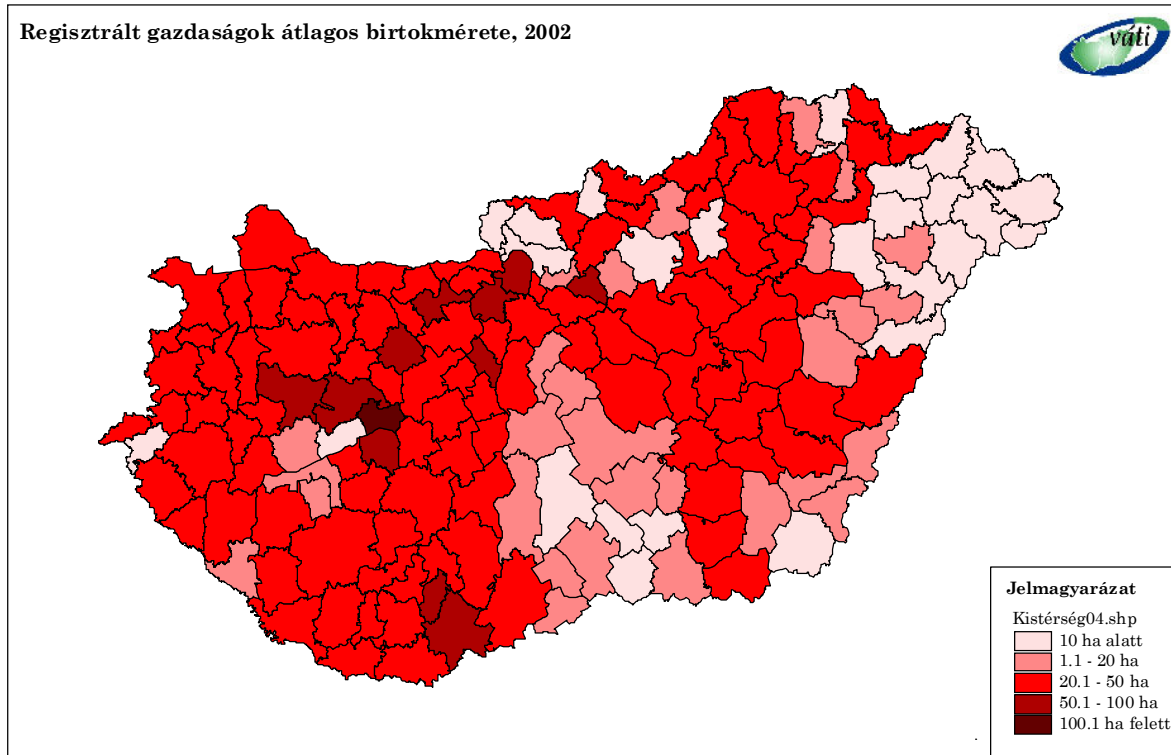 Regisztrált gazdaságok átlagos birtokmérete, 2002
váti
Jelmagyarázat
Kistérség04.shp
10 ha alatt
1.1 - 20 ha
20.1 - 50 ha
50.1 - 100 ha
100.1 ha felett